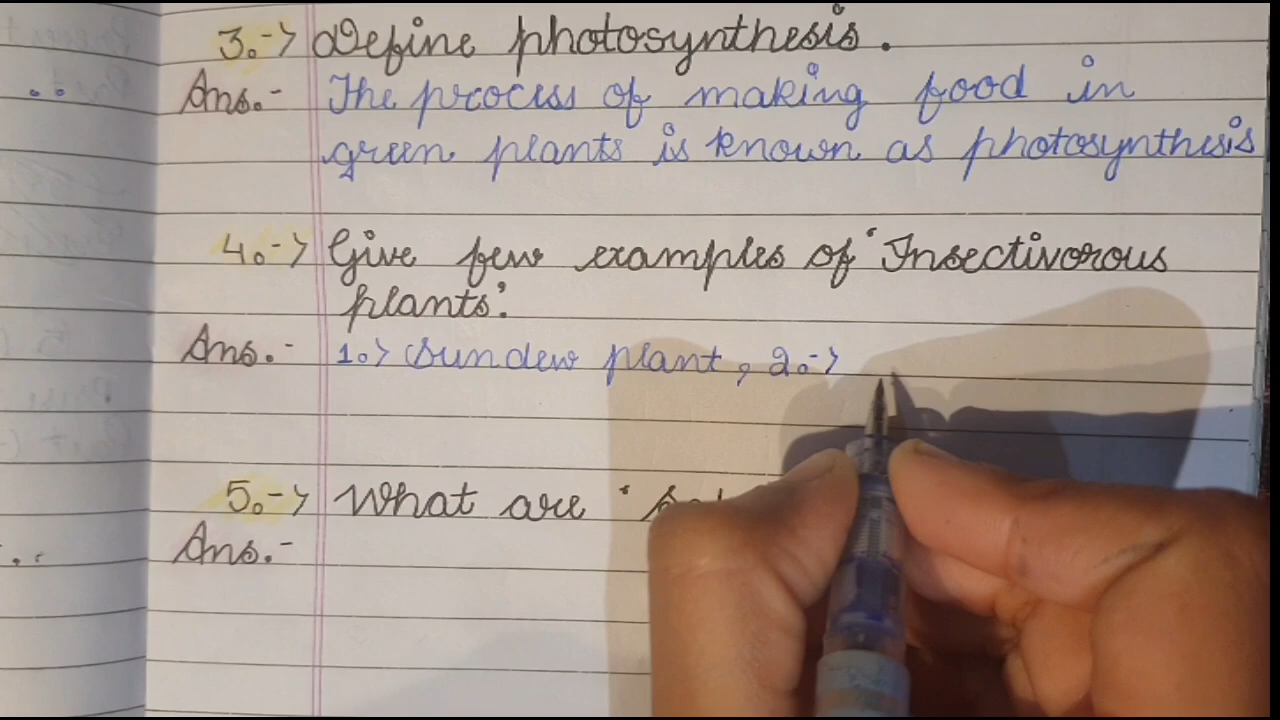 3.-> Define photosynthesis.
Ans.- The process of making food in
green plants is known as photosynthesis
4.-> Give few examples of 'Insectivorous
plants'.
Ans.- 1.> Sundew plant, 2.->
5.-> What are '
Ans.-